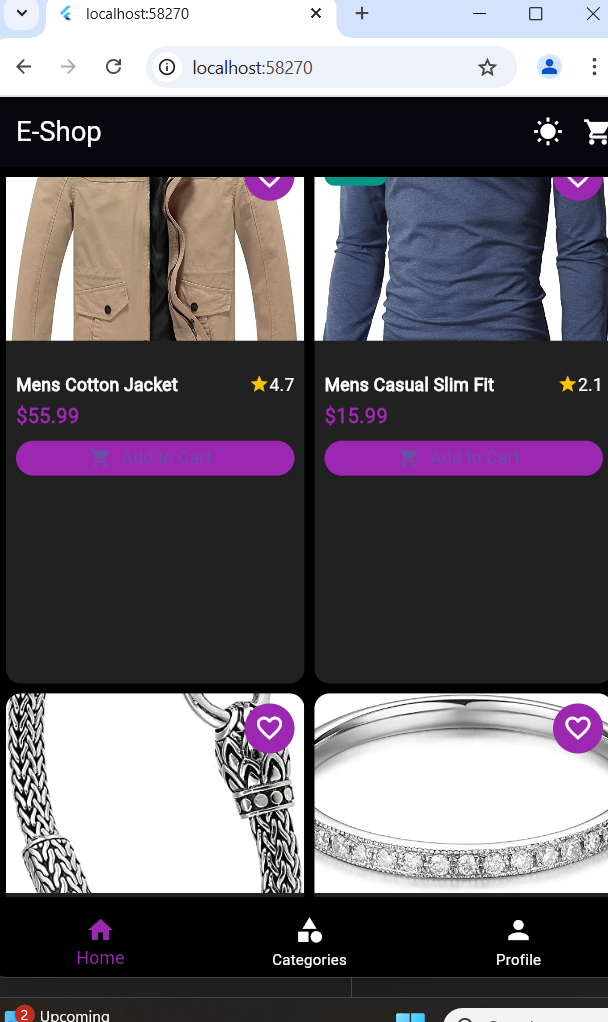 localhost:58270
localhost:58270
E-Shop
Mens Cotton Jacket
4.7
$55.99
Add to Cart
Mens Casual Slim Fit
2.1
$15.99
Add to Cart
Home
Categories
Profile
2
Upcoming